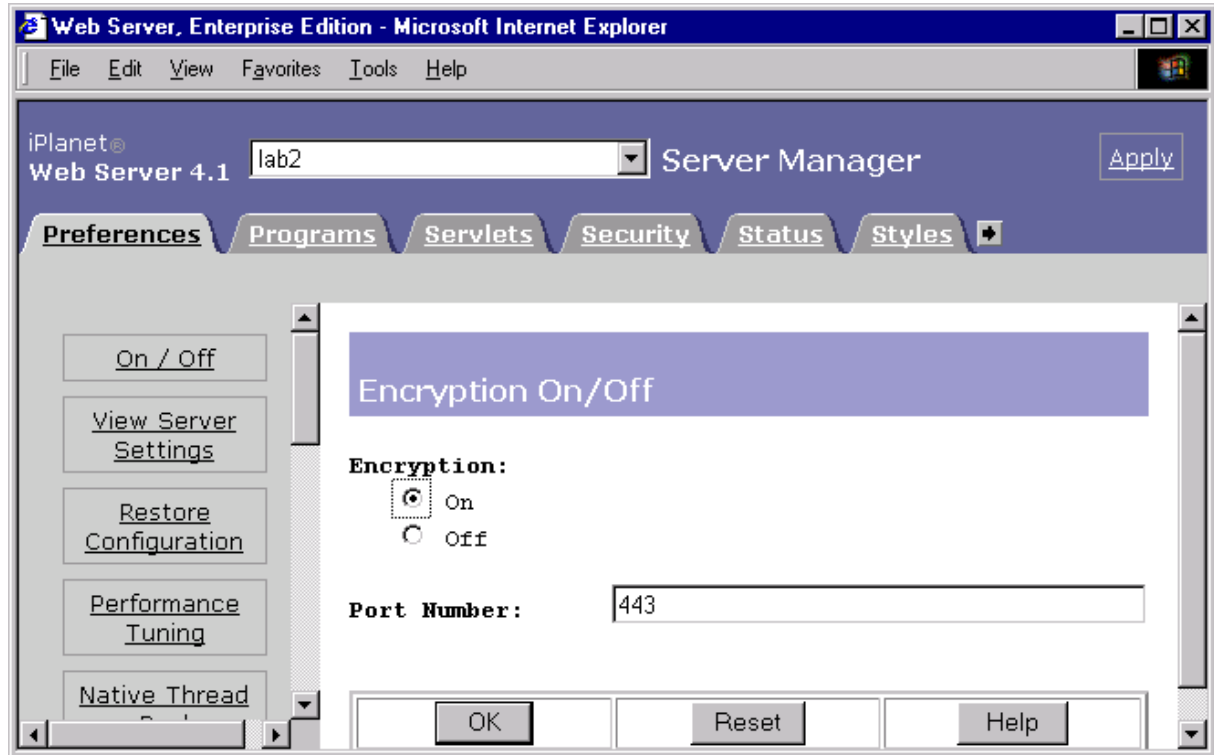 Web Server, Enterprise Edition - Microsoft Internet Explorer
File Edit View Favorites Tools Help
iPlanet®
Web Server 4.1
lab2
Server Manager
Apply
Preferences Programs Servlets Security Status Styles
On / Off
View Server
Settings
Restore
Configuration
Performance
Tuning
Native Thread
Encryption On/Off
Encryption:
On
Off
Port Number:
443
OK Reset Help